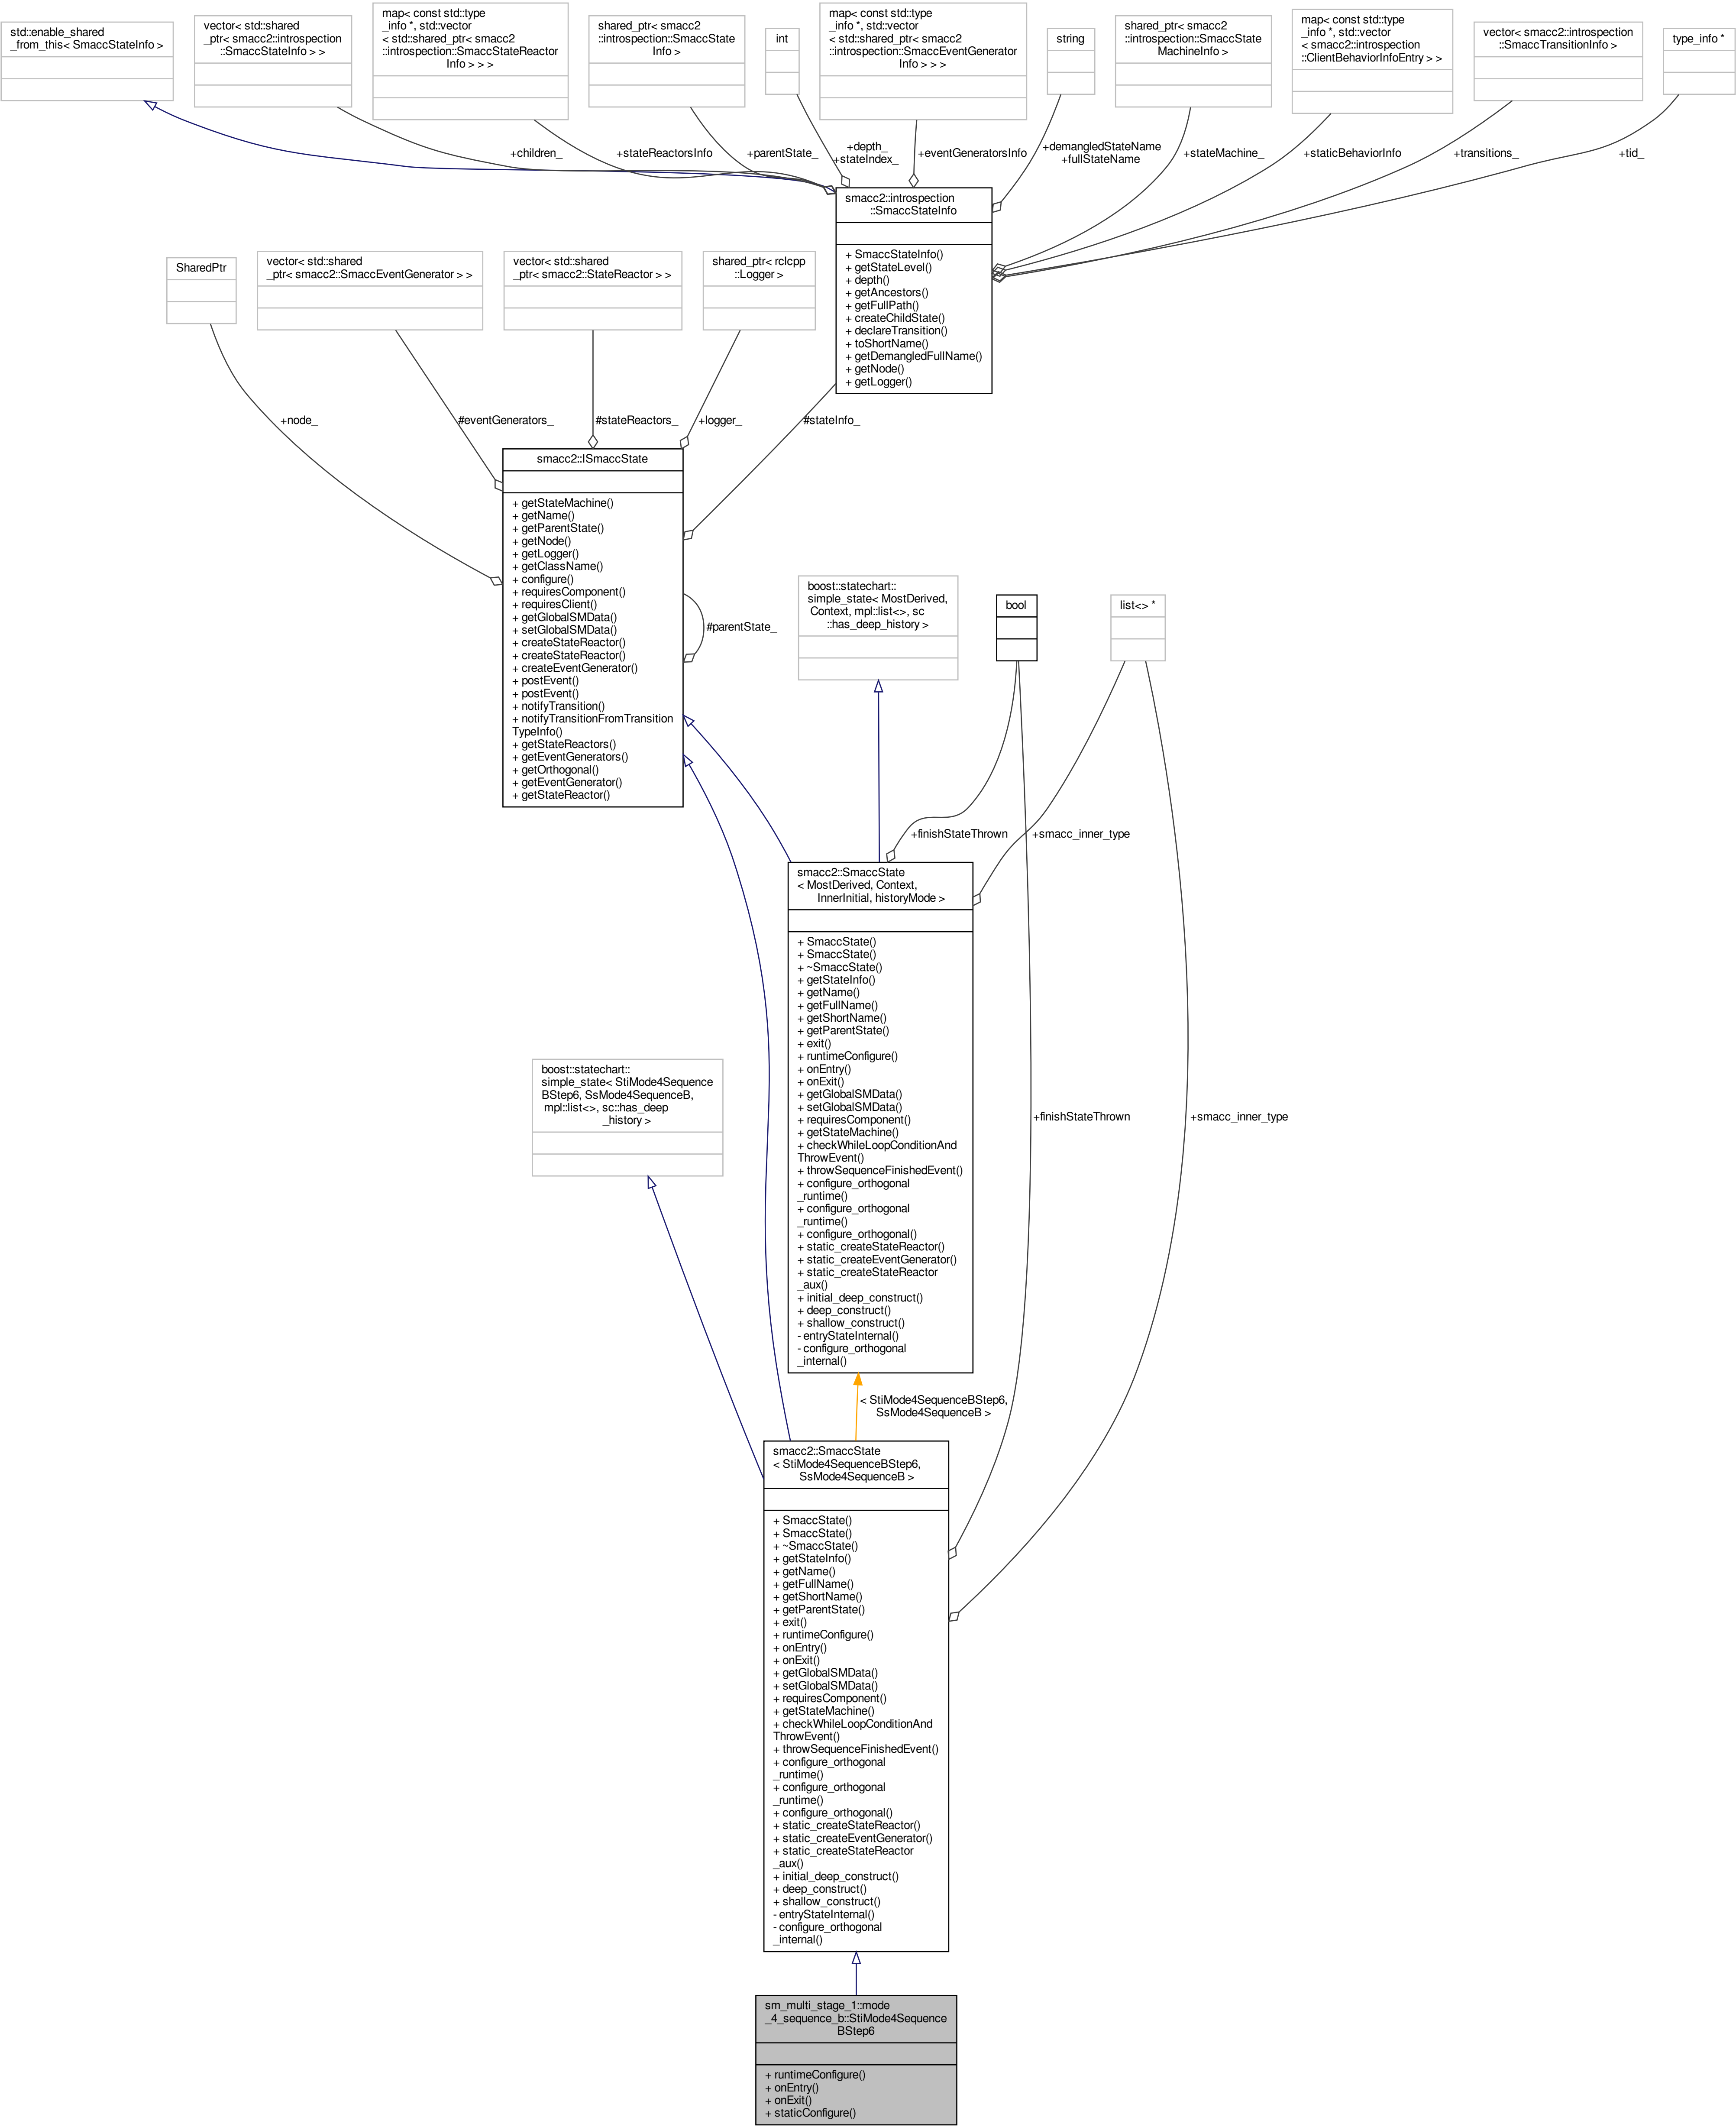 std::enable_shared
_from_this< SmaccStateInfo >
vector< std::shared
_ptr< smacc2::introspection
::SmaccStateInfo > >
map< const std::type
_info *, std::vector
< std::shared_ptr< smacc2
::introspection::SmaccStateReactor
Info > > >
shared_ptr< smacc2
::introspection::SmaccState
Info >
int
map< const std::type
_info *, std::vector
< std::shared_ptr< smacc2
::introspection::SmaccEventGenerator
Info > > >
string
shared_ptr< smacc2
::introspection::SmaccState
MachineInfo >
map< const std::type
_info *, std::vector
< smacc2::introspection
::ClientBehaviorInfoEntry > >
vector< smacc2::introspection
::SmaccTransitionInfo >
type_info *
+children_
+stateReactorsInfo
+parentState_
+depth_
+stateIndex_
+eventGeneratorsInfo
+demangledStateName
+fullStateName
+stateMachine_
+staticBehaviorInfo
+transitions_
+tid_
smacc2::introspection
::SmaccStateInfo
+ SmaccStateInfo()
+ getStateLevel()
+ depth()
+ getAncestors()
+ getFullPath()
+ createChildState()
+ declareTransition()
+ toShortName()
+ getDemangledFullName()
+ getNode()
+ getLogger()
SharedPtr
vector< std::shared
_ptr< smacc2::SmaccEventGenerator > >
vector< std::shared
_ptr< smacc2::StateReactor > >
shared_ptr< rclcpp
::Logger >
+node_
#eventGenerators_
#stateReactors_
+logger_
#stateInfo_
smacc2::ISmaccState
+ getStateMachine()
+ getName()
+ getParentState()
+ getNode()
+ getLogger()
+ getClassName()
+ configure()
+ requiresComponent()
+ requiresClient()
+ getGlobalSMData()
+ setGlobalSMData()
+ createStateReactor()
+ createStateReactor()
+ createEventGenerator()
+ postEvent()
+ postEvent()
+ notifyTransition()
+ notifyTransitionFromTransition
TypeInfo()
+ getStateReactors()
+ getEventGenerators()
+ getOrthogonal()
+ getEventGenerator()
+ getStateReactor()
#parentState_
boost::statechart::
simple_state< MostDerived,
Context, mpl::list<>, sc
::has_deep_history >
bool
list<> *
+finishStateThrown
+smacc_inner_type
smacc2::SmaccState
< MostDerived, Context,
InnerInitial, historyMode >
+ SmaccState()
+ SmaccState()
+ ~SmaccState()
+ getStateInfo()
+ getName()
+ getFullName()
+ getShortName()
+ getParentState()
+ exit()
+ runtimeConfigure()
+ onEntry()
+ onExit()
+ getGlobalSMData()
+ setGlobalSMData()
+ requiresComponent()
+ getStateMachine()
+ checkWhileLoopConditionAnd
ThrowEvent()
+ throwSequenceFinishedEvent()
+ configure_orthogonal
_runtime()
+ configure_orthogonal
_runtime()
+ configure_orthogonal()
+ static_createStateReactor()
+ static_createEventGenerator()
+ static_createStateReactor
_aux()
+ initial_deep_construct()
+ deep_construct()
+ shallow_construct()
- entryStateInternal()
- configure_orthogonal
_internal()
boost::statechart::
simple_state< StiMode4Sequence
BStep6, SsMode4SequenceB,
mpl::list<>, sc::has_deep
_history >
+finishStateThrown
+smacc_inner_type
< StiMode4SequenceBStep6,
SsMode4SequenceB >
smacc2::SmaccState
< StiMode4SequenceBStep6,
SsMode4SequenceB >
+ SmaccState()
+ SmaccState()
+ ~SmaccState()
+ getStateInfo()
+ getName()
+ getFullName()
+ getShortName()
+ getParentState()
+ exit()
+ runtimeConfigure()
+ onEntry()
+ onExit()
+ getGlobalSMData()
+ setGlobalSMData()
+ requiresComponent()
+ getStateMachine()
+ checkWhileLoopConditionAnd
ThrowEvent()
+ throwSequenceFinishedEvent()
+ configure_orthogonal
_runtime()
+ configure_orthogonal
_runtime()
+ configure_orthogonal()
+ static_createStateReactor()
+ static_createEventGenerator()
+ static_createStateReactor
_aux()
+ initial_deep_construct()
+ deep_construct()
+ shallow_construct()
- entryStateInternal()
- configure_orthogonal
_internal()
sm_multi_stage_1::mode
_4_sequence_b::StiMode4Sequence
BStep6
+ runtimeConfigure()
+ onEntry()
+ onExit()
+ staticConfigure()